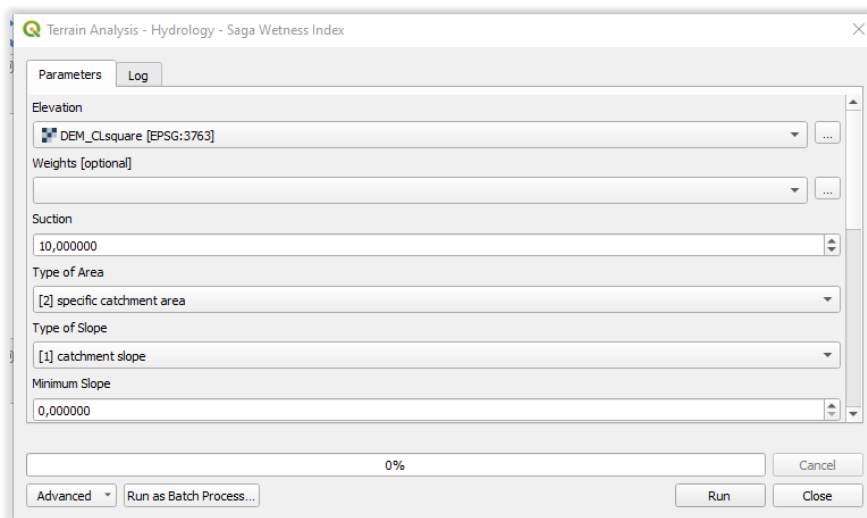 Terrain Analysis - Hydrology - Saga Wetness Index
Parameters
Log
Elevation
DEM_CLsquare [EPSG:3763]
...
Weights [optional]
...
Suction
10,000000
Type of Area
[2] specific catchment area
Type of Slope
[1] catchment slope
Minimum Slope
0,000000
0%
Cancel
Advanced
Run as Batch Process...
Run
Close